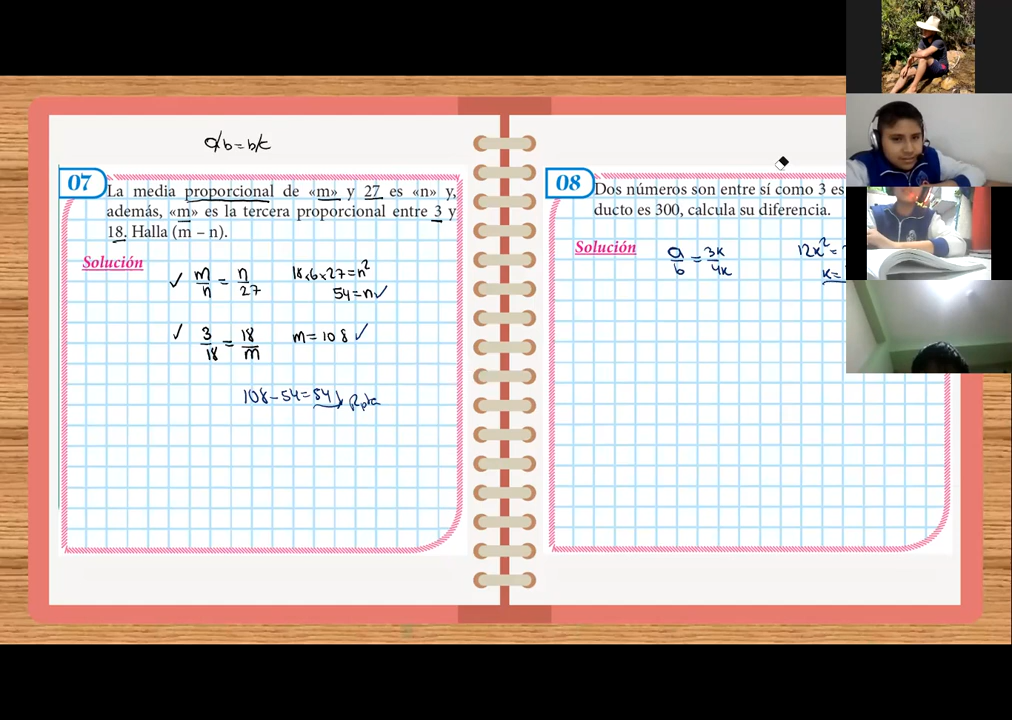 a/b = b/c
07
La media proporcional de «m» y 27 es «n» y,
además, «m» es la tercera proporcional entre 3 y
18. Halla (m – n).
Solución
✓ m/n = n/27
18×6×27 = n²
54 = n ✓
✓ 3/18 = 18/m
m = 108 ✓
108 – 54 = 54 Rpta
08
Dos números son entre sí como 3 es
ducto es 300, calcula su diferencia.
Solución
a/b = 3k/4k
12k² =
k =